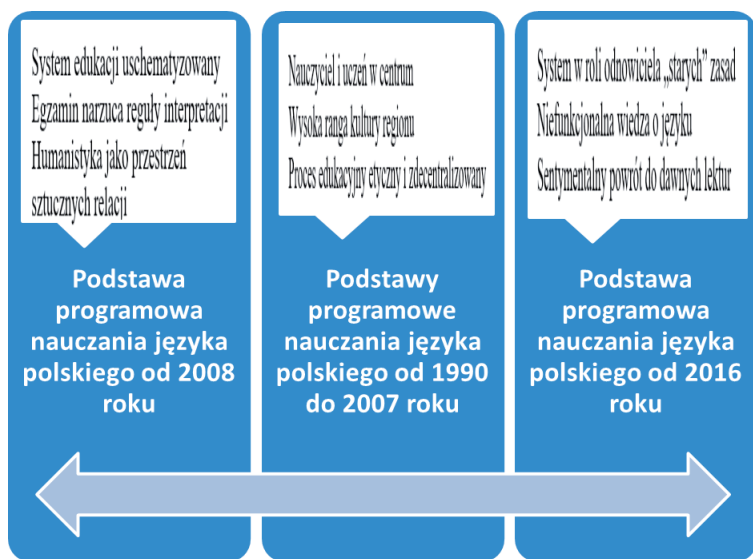 System edukacji uschematyzowany
Egzamin narzuca reguły interpretacji
Humanistyka jako przestrzeń
sztucznych relacji
Podstawa
programowa
nauczania języka
polskiego od 2008
roku
Nauczyciel i uczeń w centrum
Wysoka ranga kultury regionu
Proces edukacyjny etyczny i zdecentralizowany
Podstawy
programowe
nauczania języka
polskiego od 1990
do 2007 roku
System w roli odnowiciela „starych” zasad
Niefunkcjonalna wiedza o języku
Sentymentalny powrót do dawnych lektur
Podstawa
programowa
nauczania języka
polskiego od 2016
roku